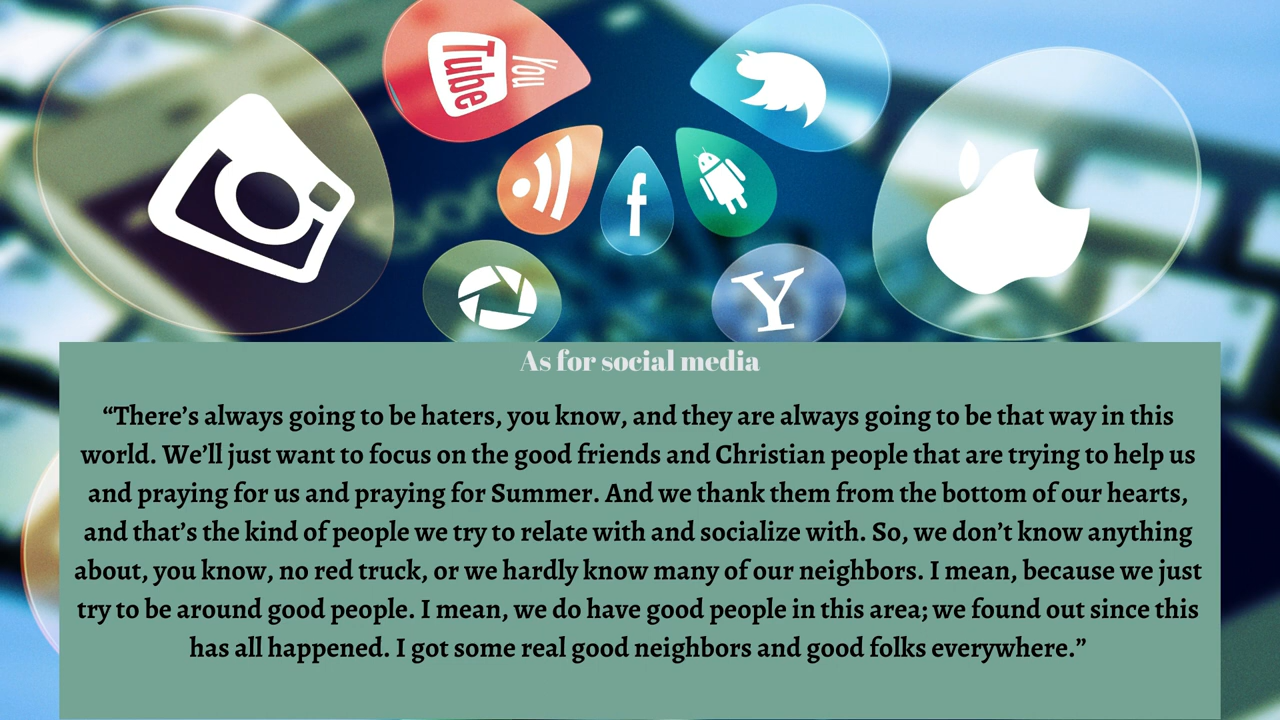 You
Tube
f
Y
As for social media
“There’s always going to be haters, you know, and they are always going to be that way in this
world. We’ll just want to focus on the good friends and Christian people that are trying to help us
and praying for us and praying for Summer. And we thank them from the bottom of our hearts,
and that’s the kind of people we try to relate with and socialize with. So, we don’t know anything
about, you know, no red truck, or we hardly know many of our neighbors. I mean, because we just
try to be around good people. I mean, we do have good people in this area; we found out since this
has all happened. I got some real good neighbors and good folks everywhere.”